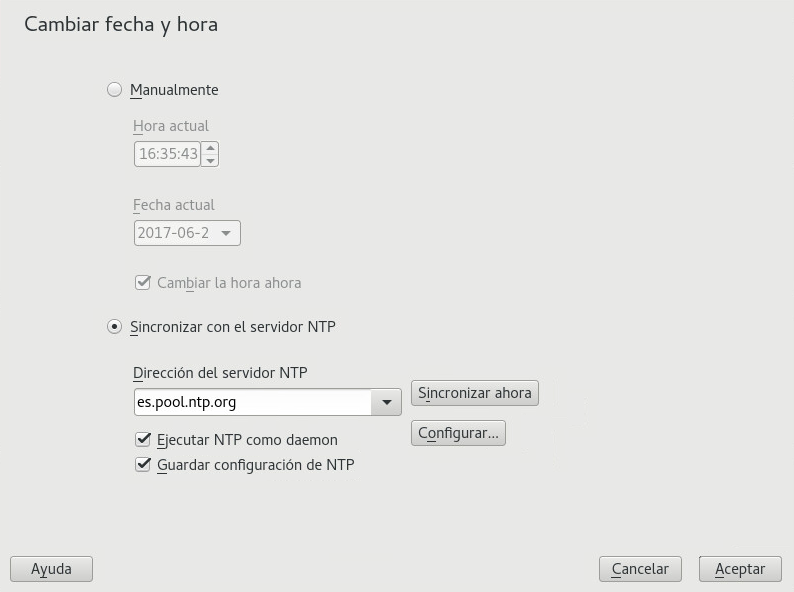 Cambiar fecha y hora
Manualmente
Hora actual
16:35:43
Fecha actual
2017-06-2
Cambiar la hora ahora
Sincronizar con el servidor NTP
Dirección del servidor NTP
es.pool.ntp.org
Sincronizar ahora
Ejecutar NTP como daemon
Configurar...
Guardar configuración de NTP
Ayuda
Cancelar
Aceptar